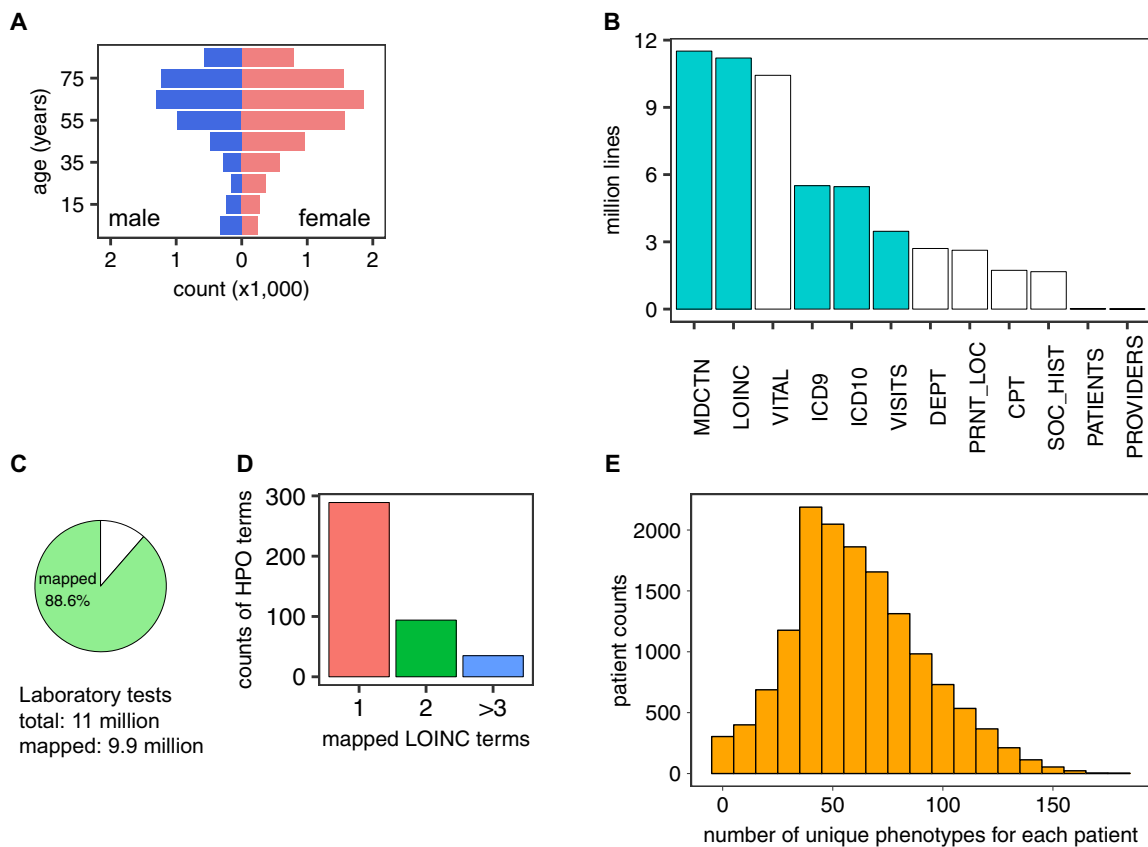 A
75
55
35
15
age (years)
male
female
2
1
0
1
2
count (x1,000)
B
12
9
6
3
0
million lines
MDCTN
LOINC
VITAL
ICD9
ICD10
VISITS
DEPT
PRNT_LOC
CPT
SOC_HIST
PATIENTS
PROVIDERS
C
mapped
88.6%
Laboratory tests
total: 11 million
mapped: 9.9 million
D
300
200
100
0
counts of HPO terms
1
2
>3
mapped LOINC terms
E
2000
1500
1000
500
0
patient counts
0
50
100
150
number of unique phenotypes for each patient